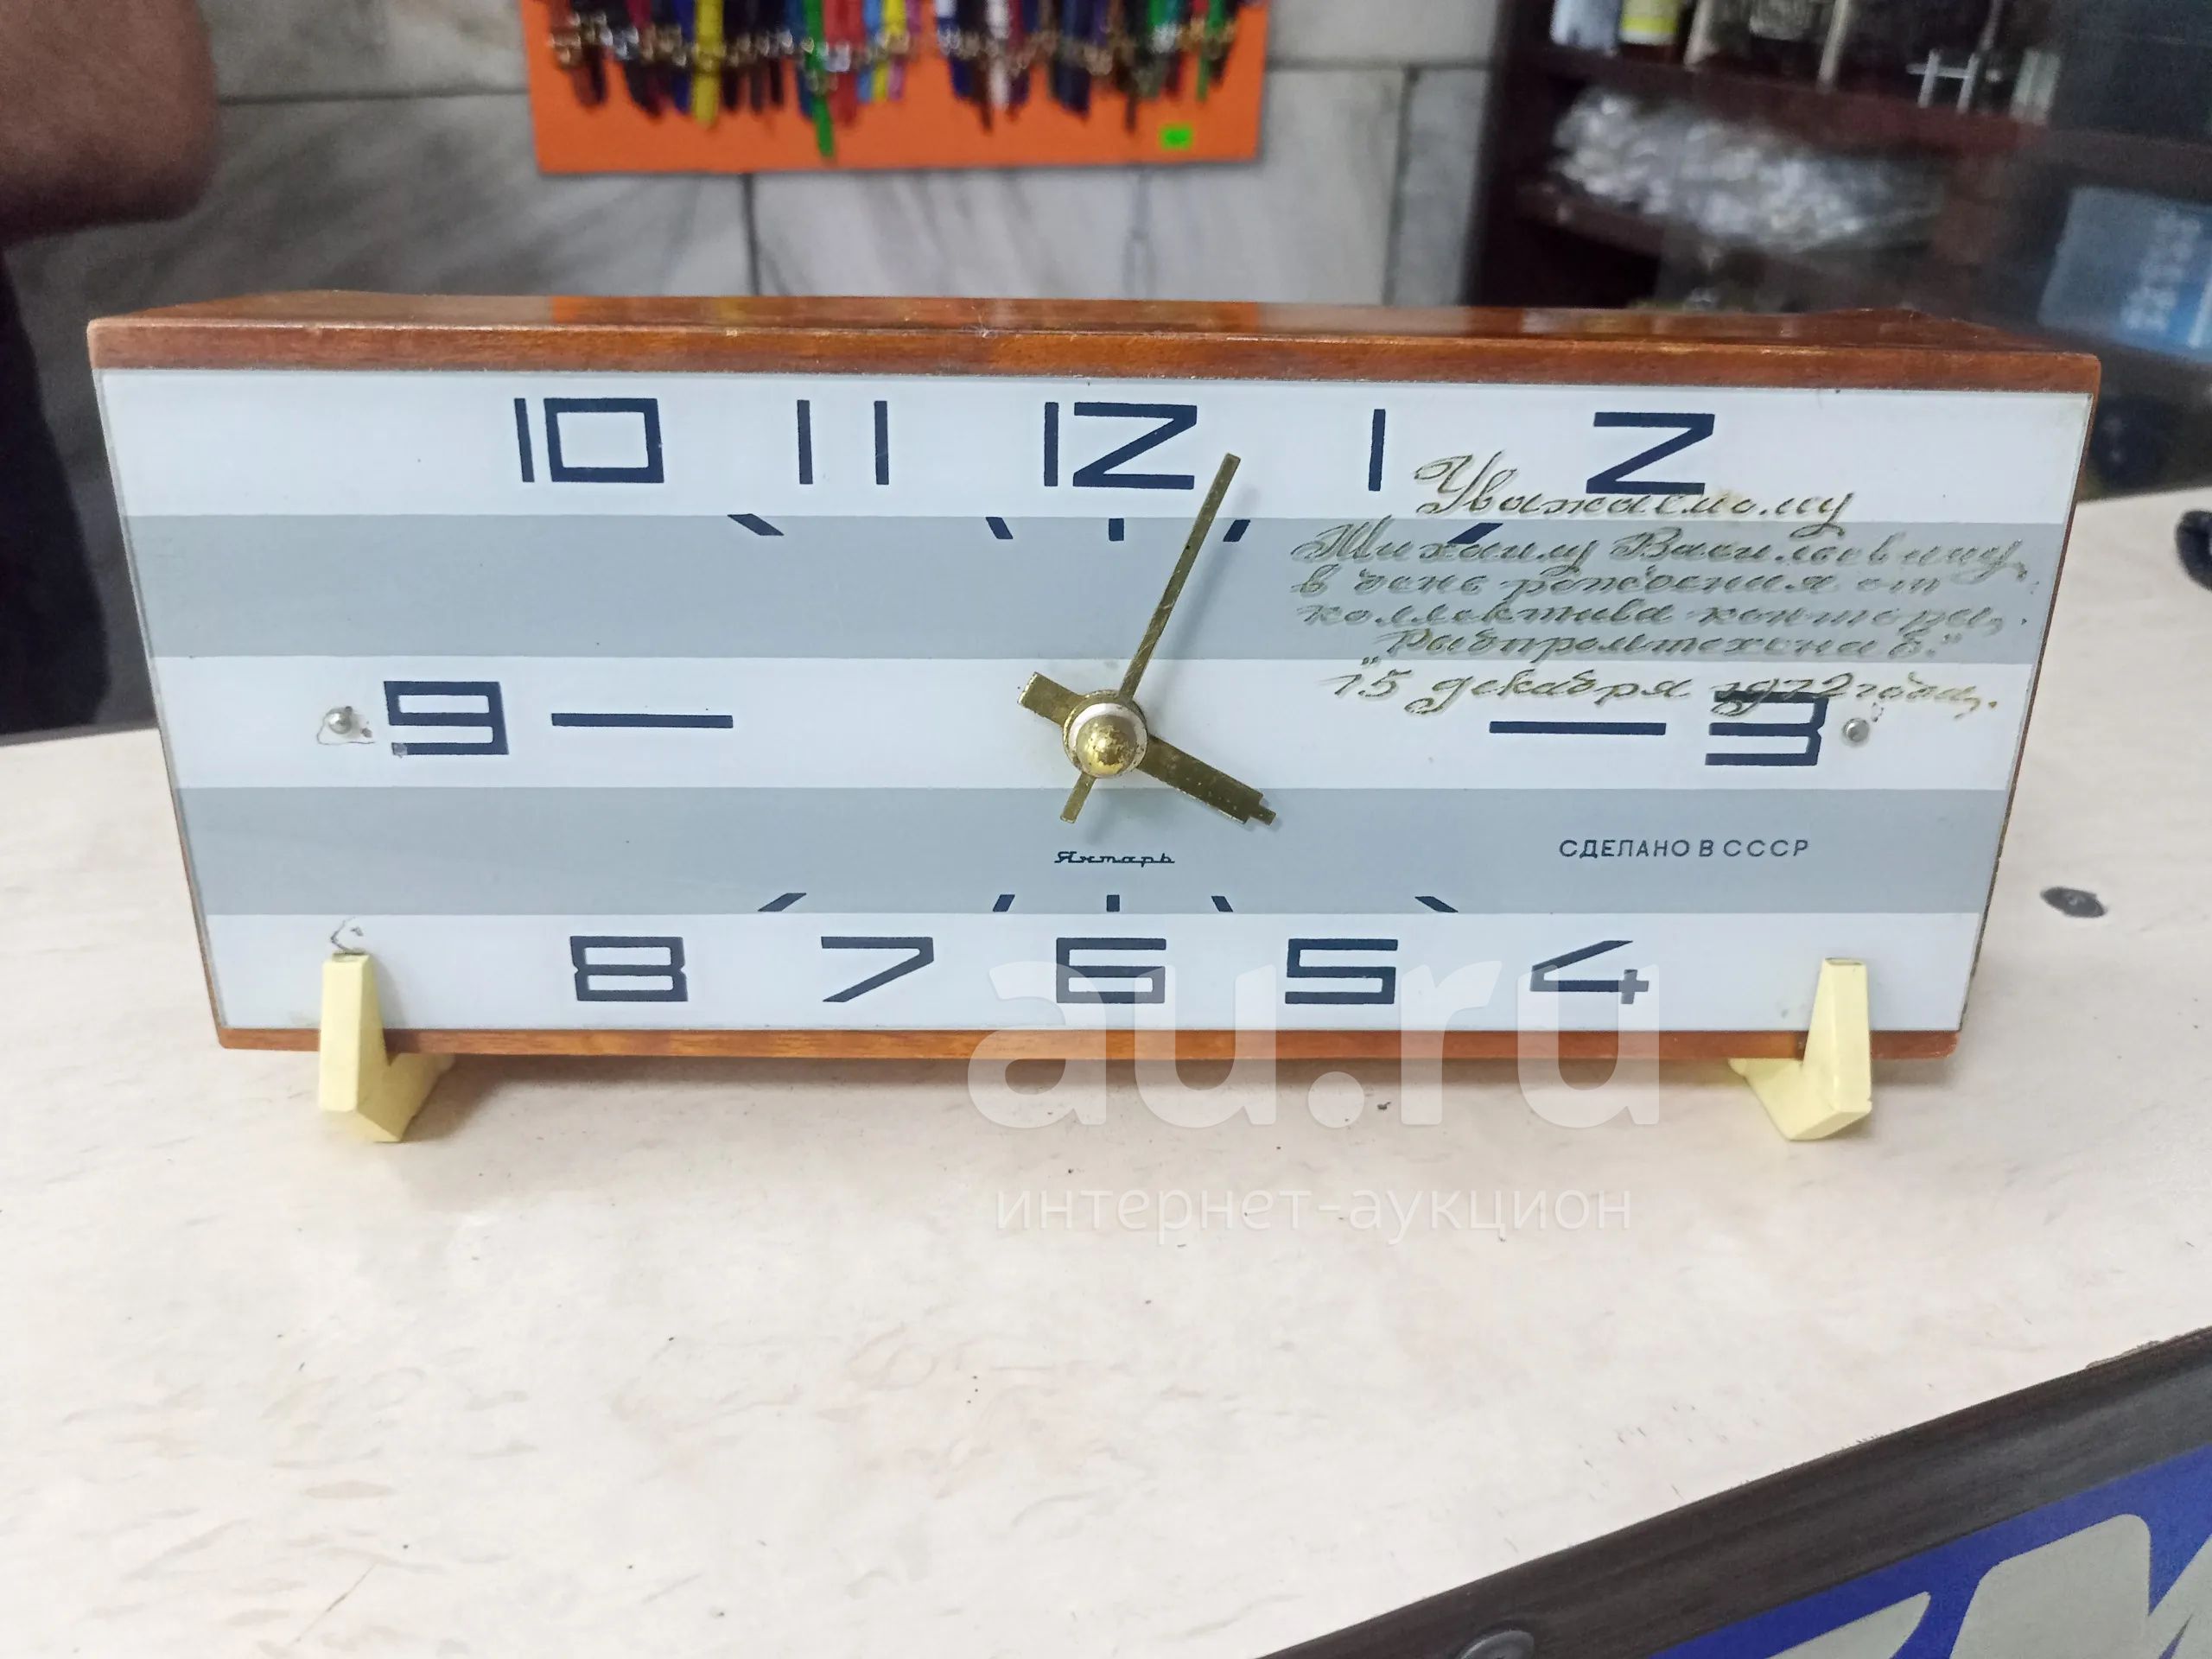 10 11 12 1 2
Уважаемому
Михаилу Васильевичу,
в день рождения от
коллектива конторы,
"Рыбпромтехснаб."
15 декабря 1972 года.
9 3
Янтарь
СДЕЛАНО В СССР
8 7 6 5 4
au.ru
интернет-аукцион